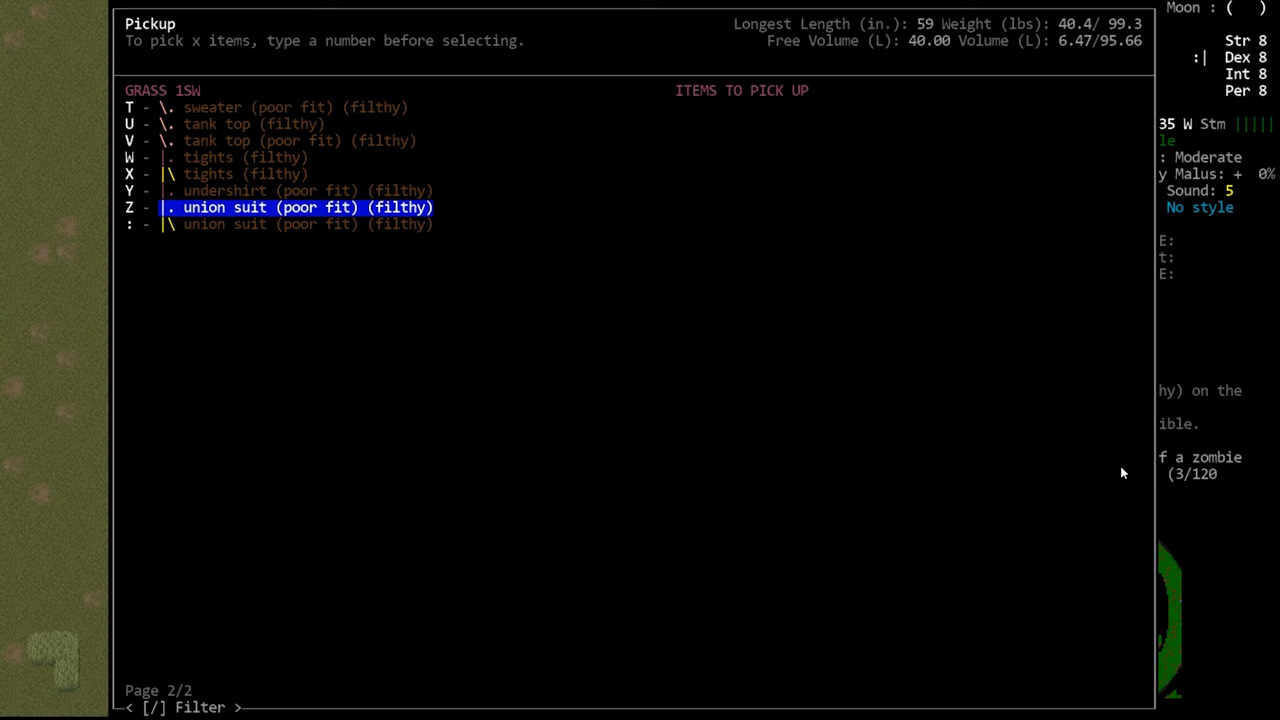 Pickup
To pick x items, type a number before selecting.
Longest Length (in.): 59 Weight (lbs): 40.4/ 99.3
Free Volume (L): 40.00 Volume (L): 6.47/95.66
GRASS 1SW
ITEMS TO PICK UP
T - \. sweater (poor fit) (filthy)
U - \. tank top (filthy)
V - \. tank top (poor fit) (filthy)
W - |. tights (filthy)
X - |\ tights (filthy)
Y - |. undershirt (poor fit) (filthy)
Z - |. union suit (poor fit) (filthy)
: - |\ union suit (poor fit) (filthy)
Page 2/2
< [/] Filter >
Moon : (  )
Str 8
:| Dex 8
Int 8
Per 8
35 W Stm |||||
le
: Moderate
y Malus: + 0%
Sound: 5
No style
E:
t:
E:
hy) on the
ible.
f a zombie
(3/120